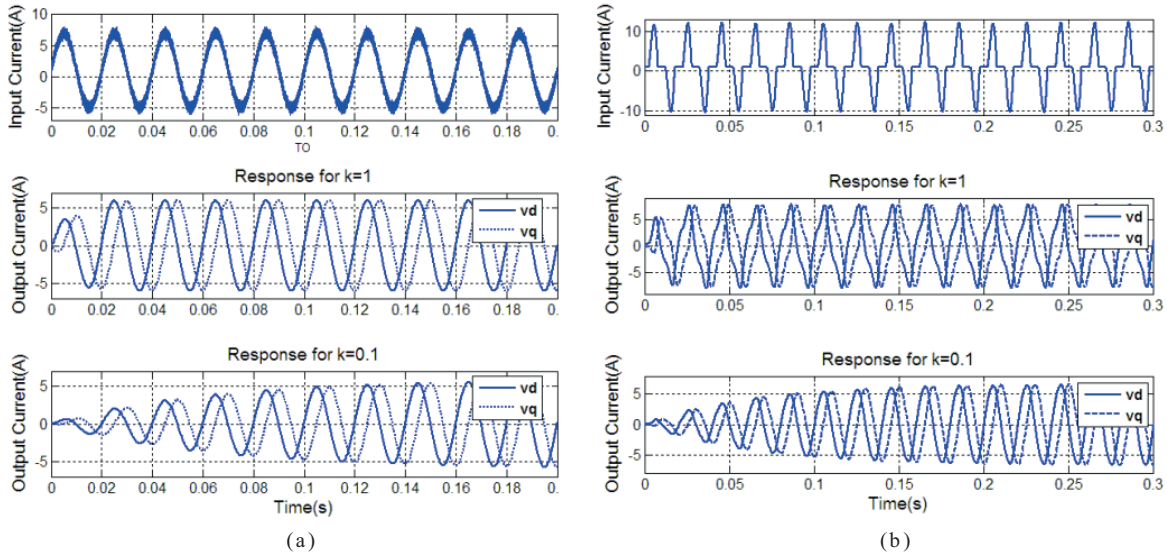 Input Current(A)
10
5
0
-5
0 0.02 0.04 0.06 0.08 0.1 0.12 0.14 0.16 0.18 0.
TO
Response for k=1
Output Current(A)
5
0
-5
vd
vq
0 0.02 0.04 0.06 0.08 0.1 0.12 0.14 0.16 0.18 0.
Response for k=0.1
Output Current(A)
5
0
-5
vd
vq
0 0.02 0.04 0.06 0.08 0.1 0.12 0.14 0.16 0.18 0.
Time(s)
(a)
Input Current(A)
10
0
-10
0 0.05 0.1 0.15 0.2 0.25 0.3
Response for k=1
Output Current(A)
5
0
-5
vd
vq
0 0.05 0.1 0.15 0.2 0.25 0.3
Response for k=0.1
Output Current(A)
5
0
-5
vd
vq
0 0.05 0.1 0.15 0.2 0.25 0.3
Time(s)
(b)